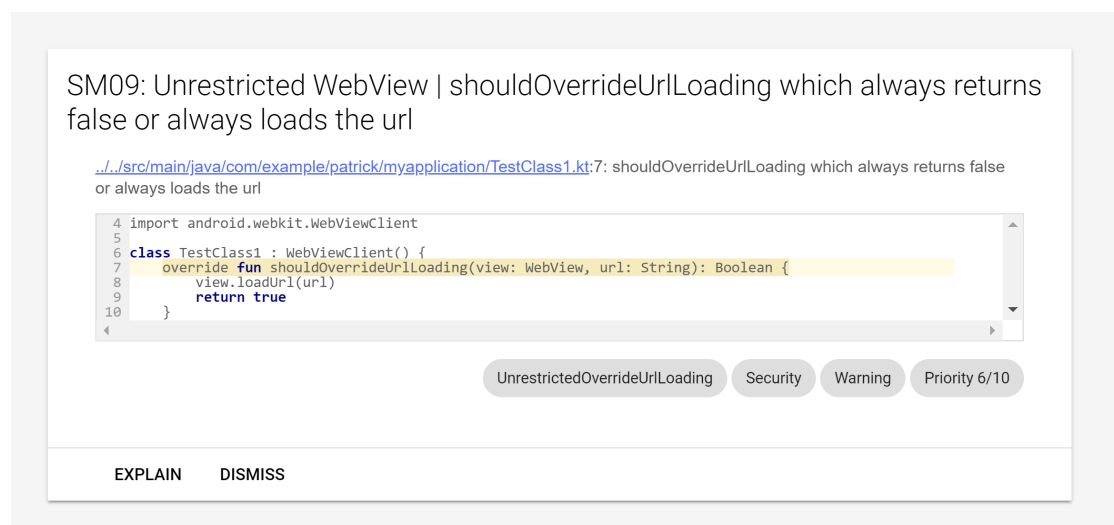 SM09: Unrestricted WebView | shouldOverrideUrlLoading which always returns
false or always loads the url
../../src/main/java/com/example/patrick/myapplication/TestClass1.kt:7: shouldOverrideUrlLoading which always returns false
or always loads the url
4 import android.webkit.WebViewClient
5
6 class TestClass1 : WebViewClient() {
7     override fun shouldOverrideUrlLoading(view: WebView, url: String): Boolean {
8         view.loadUrl(url)
9         return true
10     }
UnrestrictedOverrideUrlLoading Security Warning Priority 6/10
EXPLAIN DISMISS